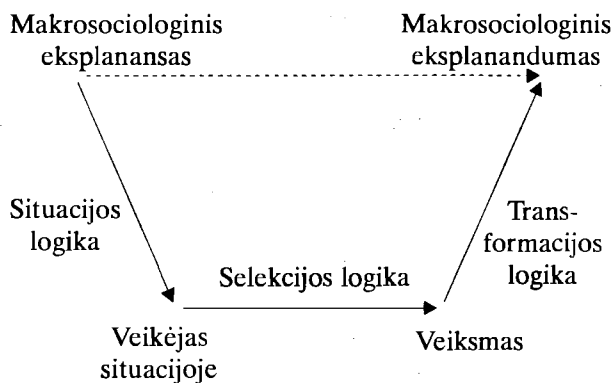 Makrosociologinis
eksplanansas
Makrosociologinis
eksplanandumas
Situacijos
logika
Trans-
formacijos
logika
Selekcijos logika
Veikėjas
situacijoje
Veiksmas